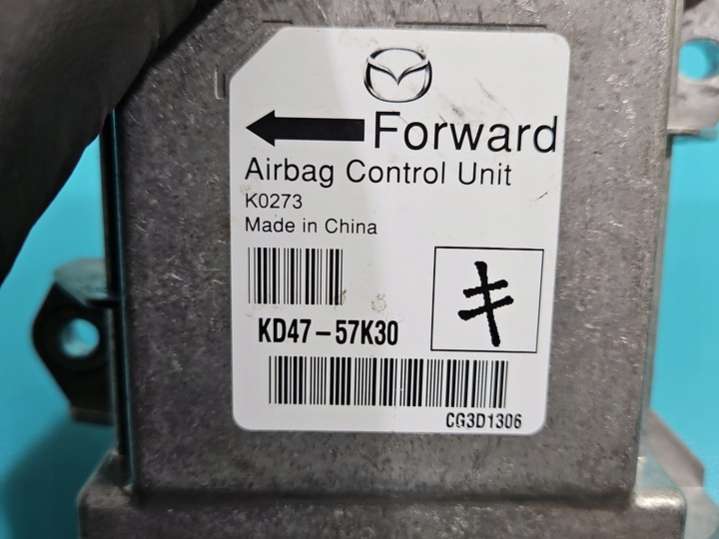 Forward
Airbag Control Unit
K0273
Made in China
キ
KD47-57K30
CG3D1306